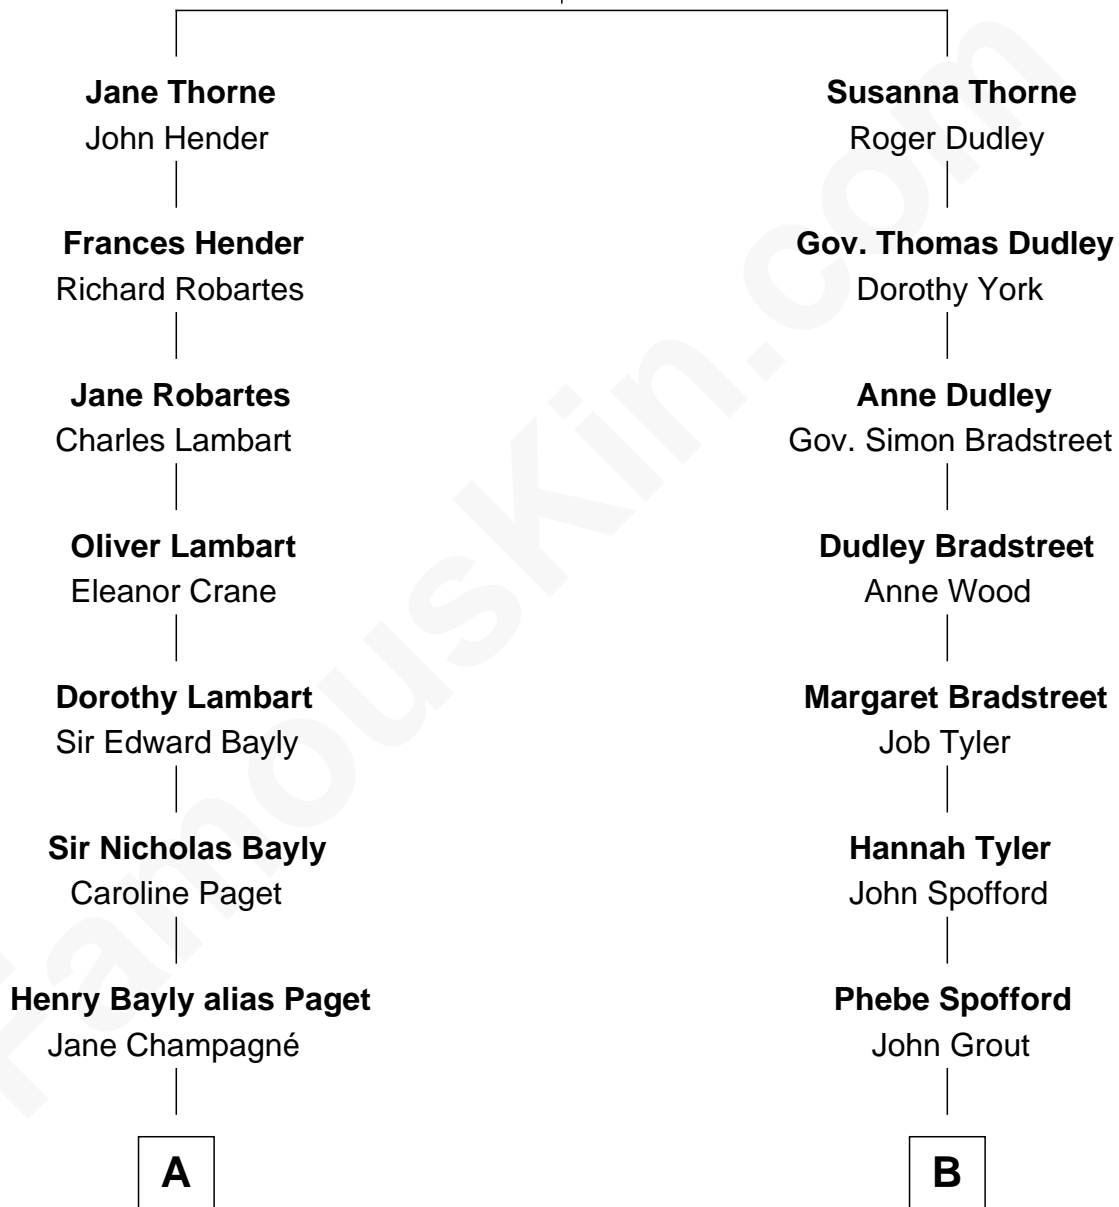 Jane Thorne
John Hender
Frances Hender
Richard Robartes
Jane Robartes
Charles Lambart
Oliver Lambart
Eleanor Crane
Dorothy Lambart
Sir Edward Bayly
Sir Nicholas Bayly
Caroline Paget
Henry Bayly alias Paget
Jane Champagné
A
Susanna Thorne
Roger Dudley
Gov. Thomas Dudley
Dorothy York
Anne Dudley
Gov. Simon Bradstreet
Dudley Bradstreet
Anne Wood
Margaret Bradstreet
Job Tyler
Hannah Tyler
John Spofford
Phebe Spofford
John Grout
B
FamousKin.com